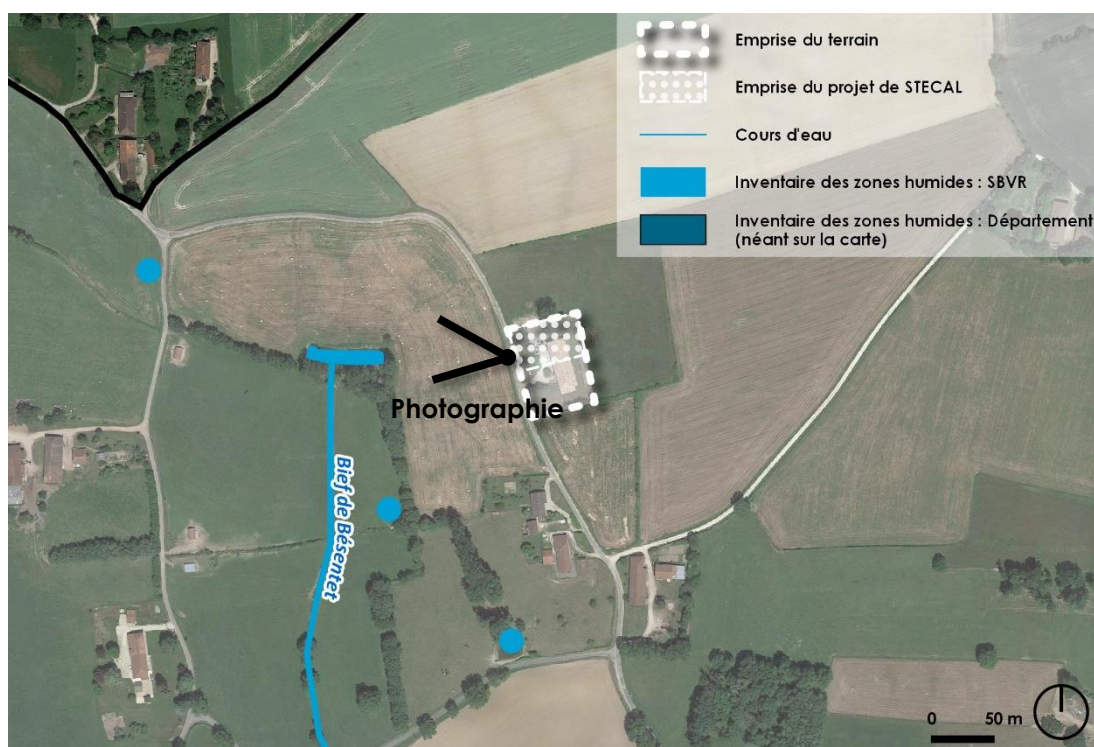 Emprise du terrain
Emprise du projet de STECAL
Cours d'eau
Inventaire des zones humides : SBVR
Inventaire des zones humides : Département
(néant sur la carte)
Photographie
Bief de Bésentet
0 50 m